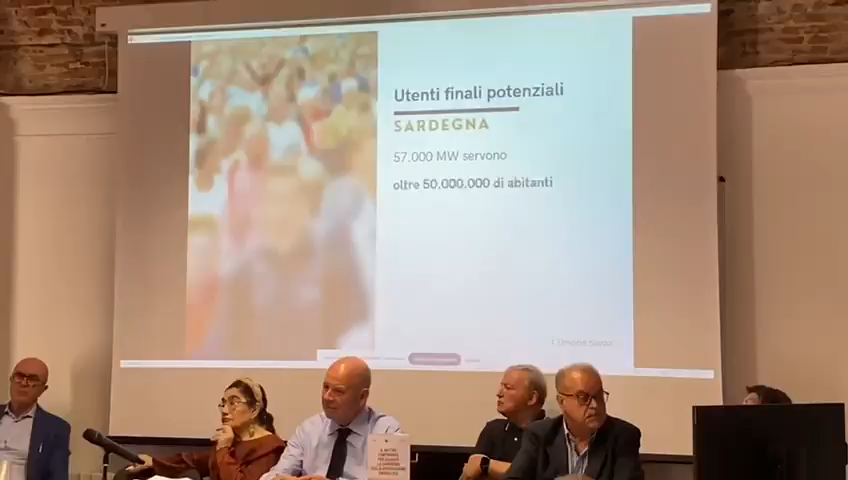 Utenti finali potenziali
SARDEGNA
57.000 MW servono
oltre 50.000.000 di abitanti